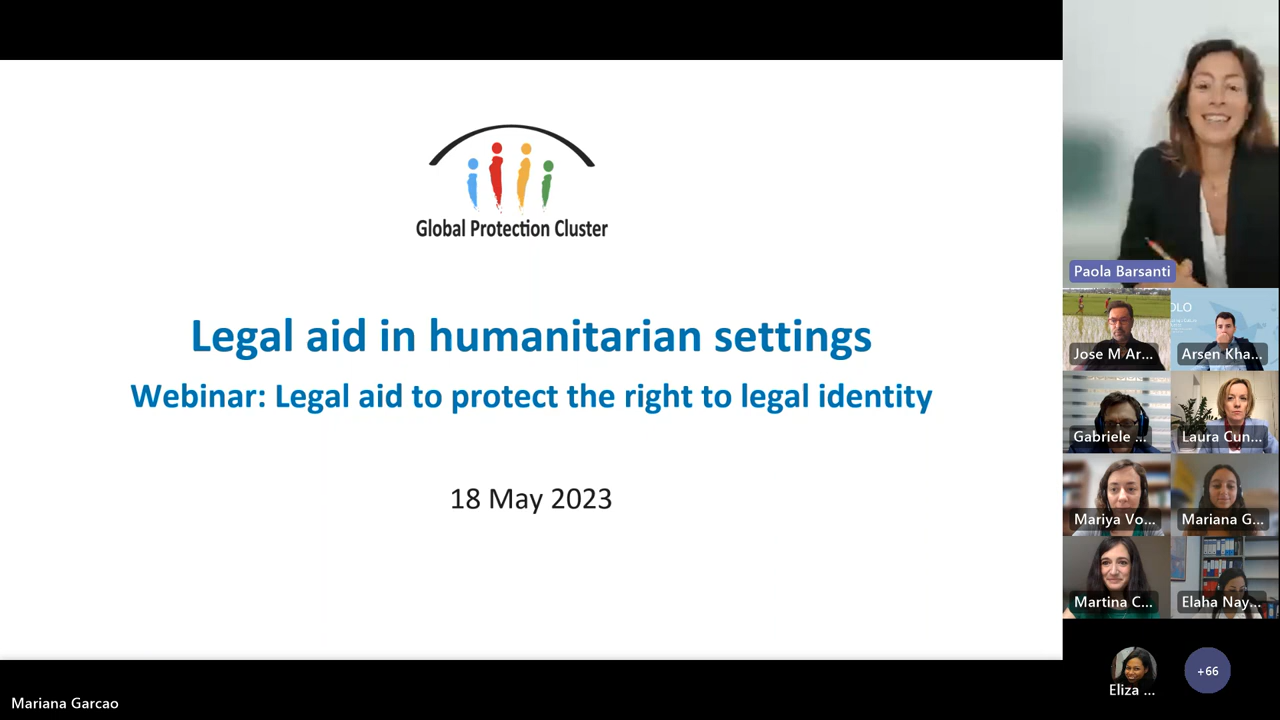 Global Protection Cluster
Legal aid in humanitarian settings
Webinar: Legal aid to protect the right to legal identity
18 May 2023
Mariana Garcao
Paola Barsanti
OLO
Jose M Ar...
Arsen Kha...
Gabriele ...
Laura Cun...
Mariya Vo...
Mariana G...
Martina C...
Elaha Nay...
Eliza ...
+66